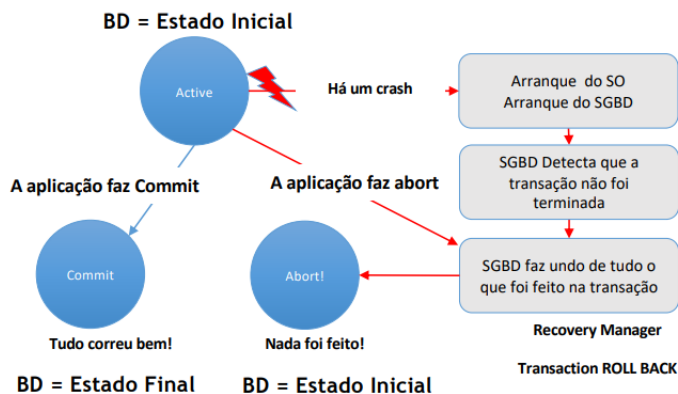 BD = Estado Inicial
Active
Há um crash
Arranque do SO
Arranque do SGBD
SGBD Detecta que a
transação não foi
terminada
A aplicação faz Commit
A aplicação faz abort
Commit
Abort!
SGBD faz undo de tudo o
que foi feito na transação
Tudo correu bem!
Nada foi feito!
Recovery Manager
Transaction ROLL BACK
BD = Estado Final
BD = Estado Inicial